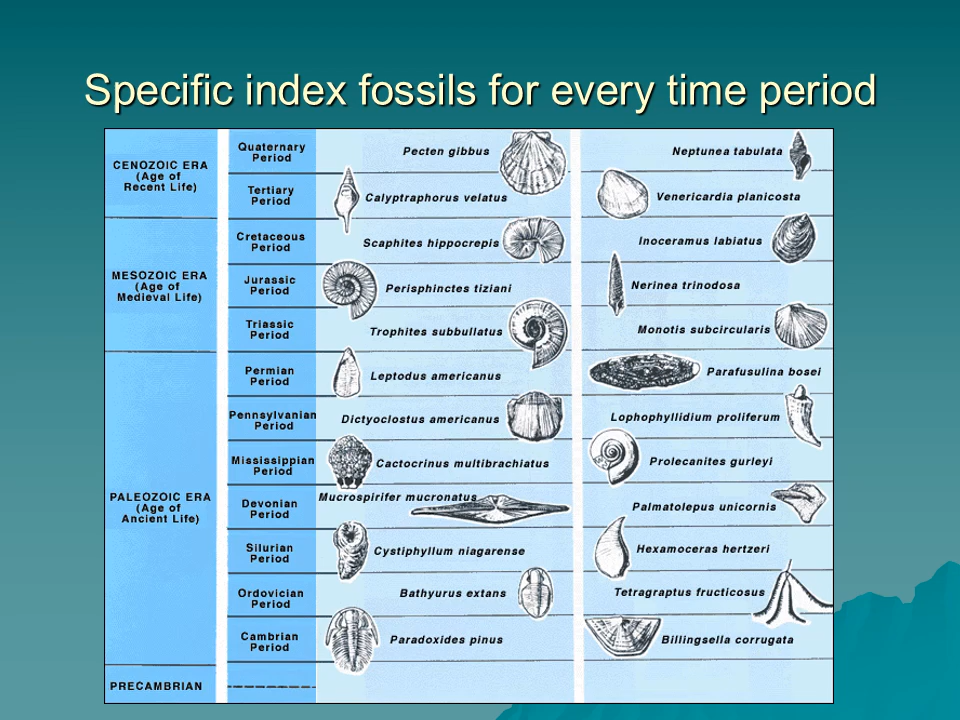 Specific index fossils for every time period
CENOZOIC ERA
(Age of
Recent Life)
Quaternary
Period
Pecten gibbus
Neptunea tabulata
Tertiary
Period
Calyptraphorus velatus
Venericardia planicosta
MESOZOIC ERA
(Age of
Medieval Life)
Cretaceous
Period
Scaphites hippocrepis
Inoceramus labiatus
Jurassic
Period
Perisphinctes tiziani
Nerinea trinodosa
Triassic
Period
Trophites subbullatus
Monotis subcircularis
PALEOZOIC ERA
(Age of
Ancient Life)
Permian
Period
Leptodus americanus
Parafusulina bosei
Pennsylvanian
Period
Dictyoclostus americanus
Lophophyllidium proliferum
Mississippian
Period
Cactocrinus multibrachiatus
Prolecanites gurleyi
Devonian
Period
Mucrospirifer mucronatus
Palmatolepus unicornis
Silurian
Period
Cystiphyllum niagarense
Hexamoceras hertzeri
Ordovician
Period
Bathyurus extans
Tetragraptus fructicosus
Cambrian
Period
Paradoxides pinus
Billingsella corrugata
PRECAMBRIAN